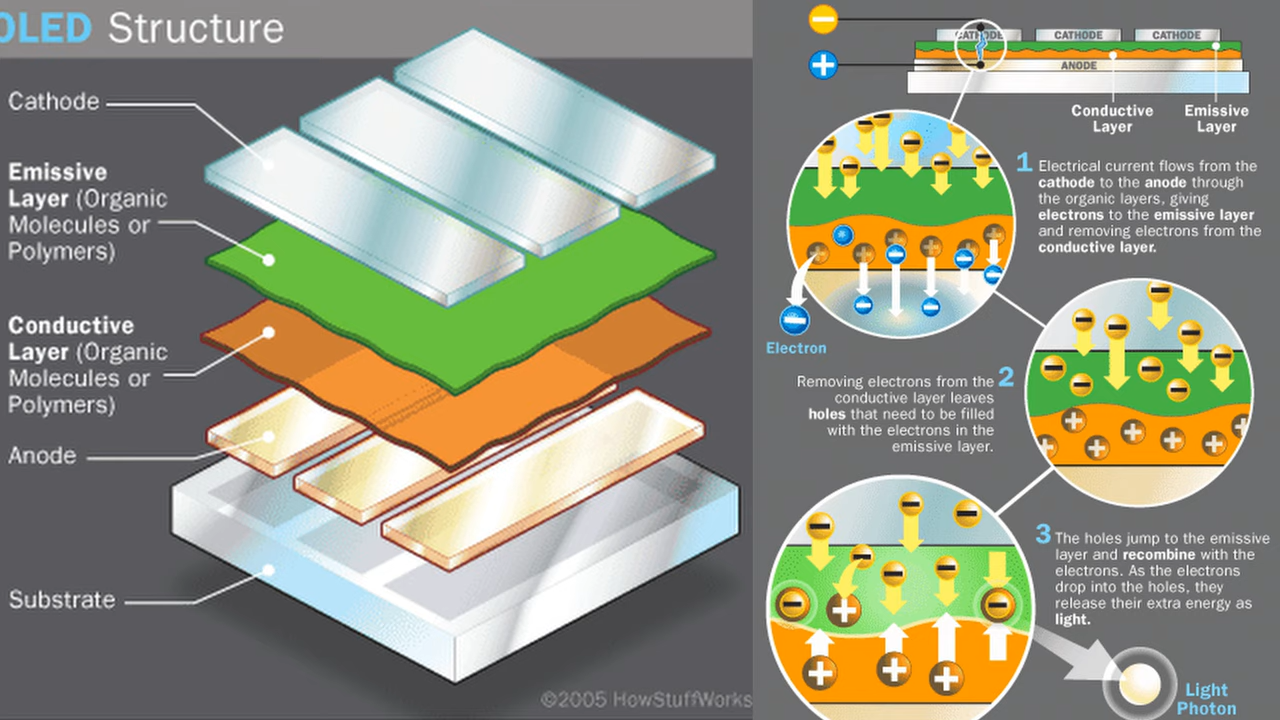 OLED Structure
Cathode
Emissive
Layer (Organic
Molecules or
Polymers)
Conductive
Layer (Organic
Molecules or
Polymers)
Anode
Substrate
©2005 HowStuffWorks
CATHODE
CATHODE
CATHODE
ANODE
Conductive
Layer
Emissive
Layer
1 Electrical current flows from the
cathode to the anode through
the organic layers, giving
electrons to the emissive layer
and removing electrons from the
conductive layer.
Electron
Removing electrons from the 2
conductive layer leaves
holes that need to be filled
with the electrons in the
emissive layer.
3 The holes jump to the emissive
layer and recombine with the
electrons. As the electrons
drop into the holes, they
release their extra energy as
light.
Light
Photon